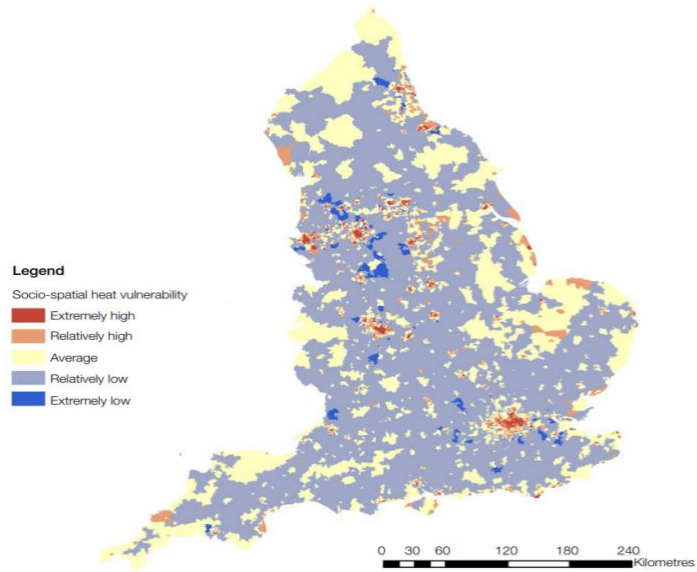 Legend
Socio-spatial heat vulnerability
Extremely high
Relatively high
Average
Relatively low
Extremely low
0 30 60 120 180 240
Kilometres